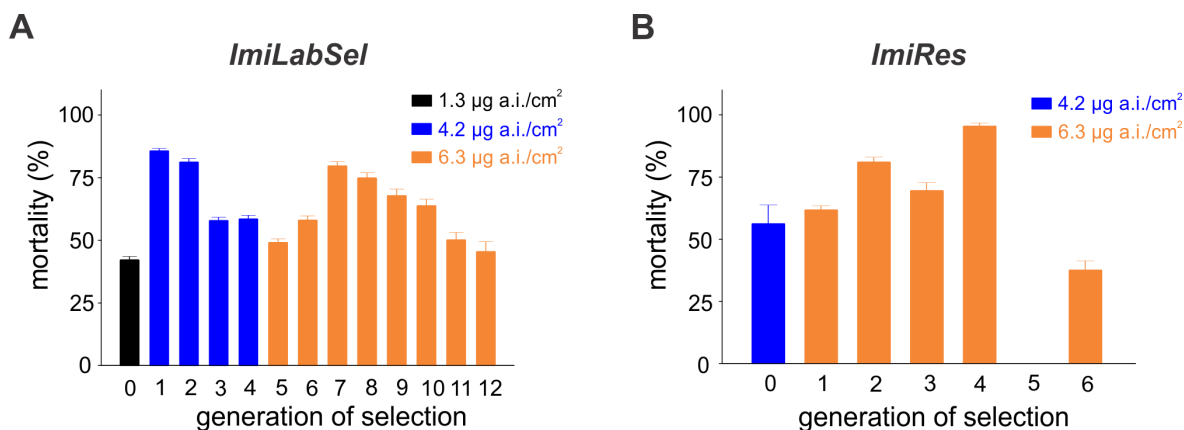 A
ImiLabSel
1.3 µg a.i./cm²
4.2 µg a.i./cm²
6.3 µg a.i./cm²
mortality (%)
100
75
50
25
0
0 1 2 3 4 5 6 7 8 9 10 11 12
generation of selection
B
ImiRes
4.2 µg a.i./cm²
6.3 µg a.i./cm²
mortality (%)
100
75
50
25
0
0 1 2 3 4 5 6
generation of selection